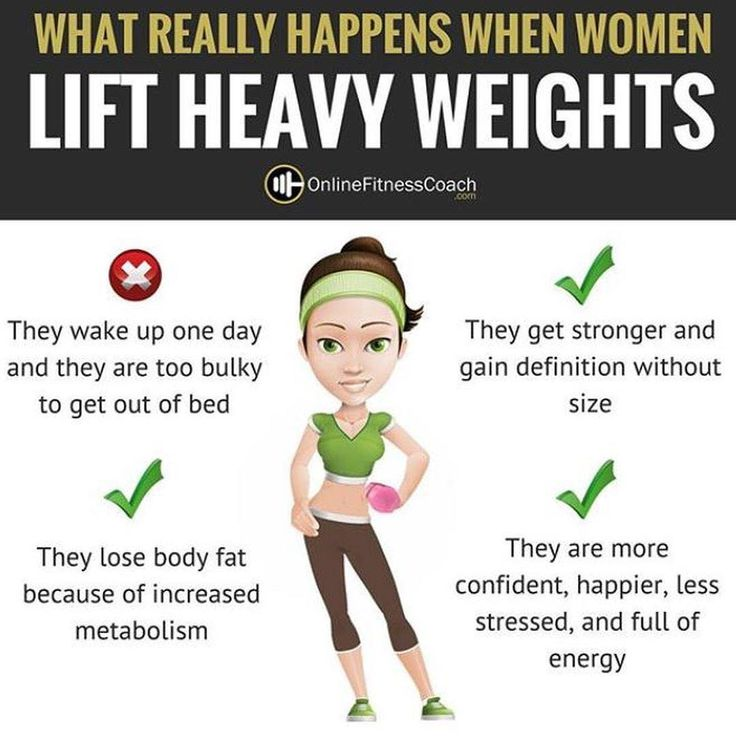 WHAT REALLY HAPPENS WHEN WOMEN
LIFT HEAVY WEIGHTS
OnlineFitnessCoach
.com
They wake up one day
and they are too bulky
to get out of bed
They get stronger and
gain definition without
size
They lose body fat
because of increased
metabolism
They are more
confident, happier, less
stressed, and full of
energy